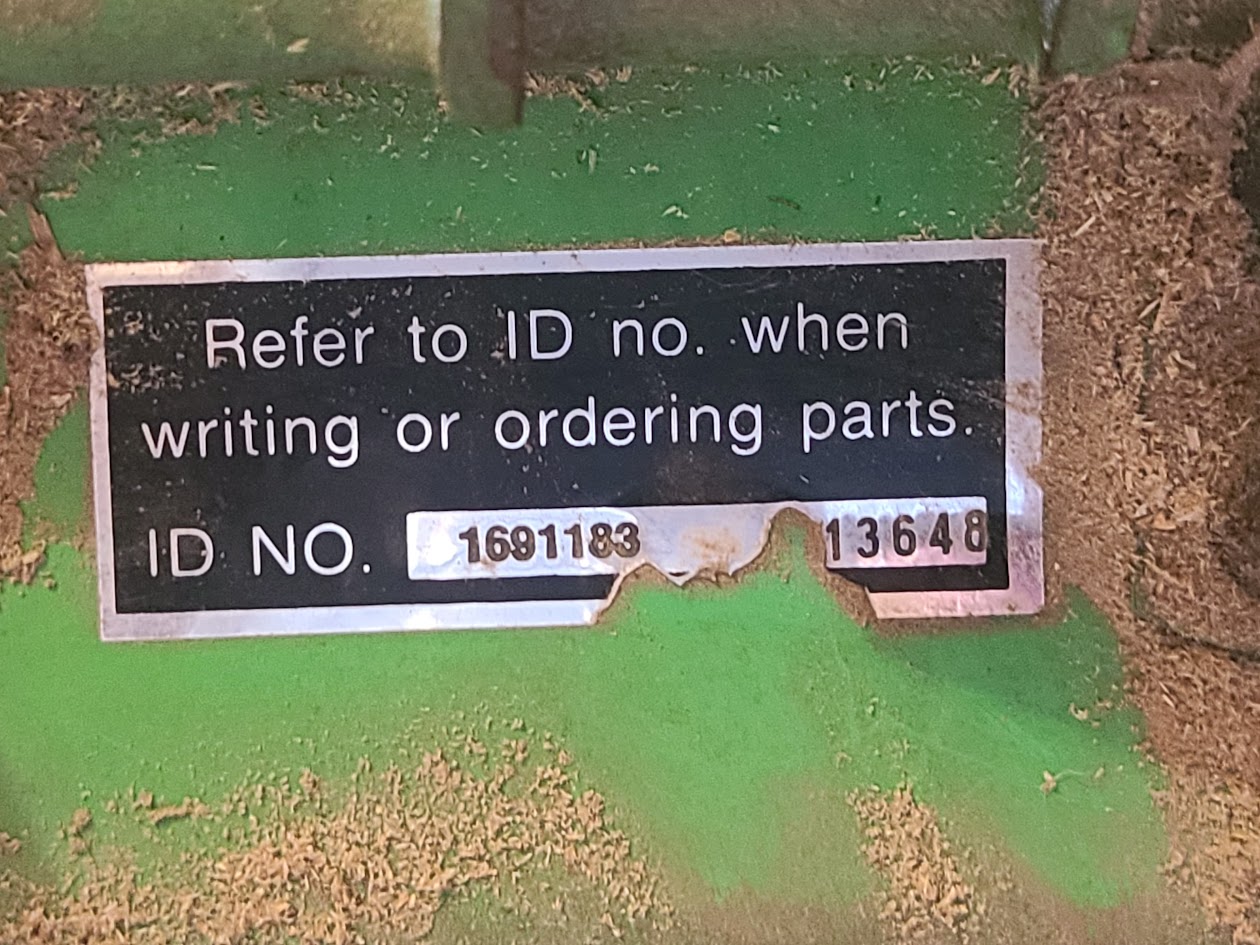 Refer to ID no. when
writing or ordering parts.
ID NO. 1691183 13648